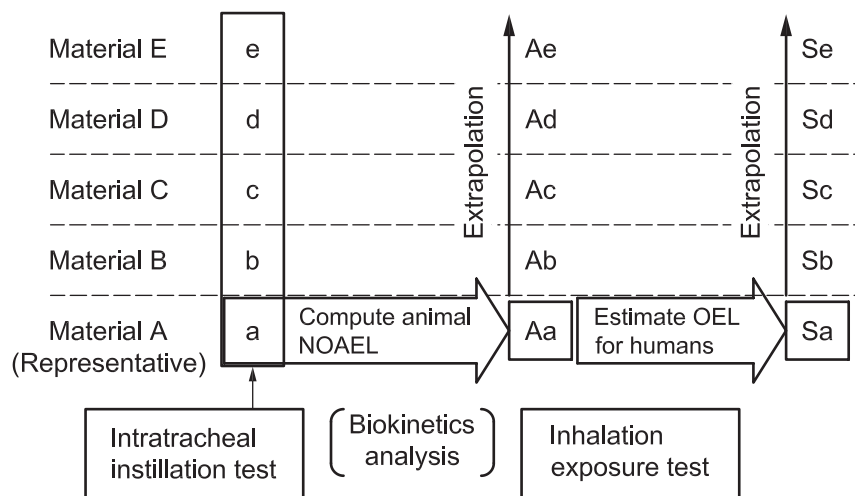 Material E e Ae Se
Material D d Ad Sd
Material C c Ac Sc
Material B b Ab Sb
Extrapolation
Extrapolation
Material A
(Representative)
a
Compute animal
NOAEL
Aa
Estimate OEL
for humans
Sa
Intratracheal
instillation test
Biokinetics
analysis
Inhalation
exposure test